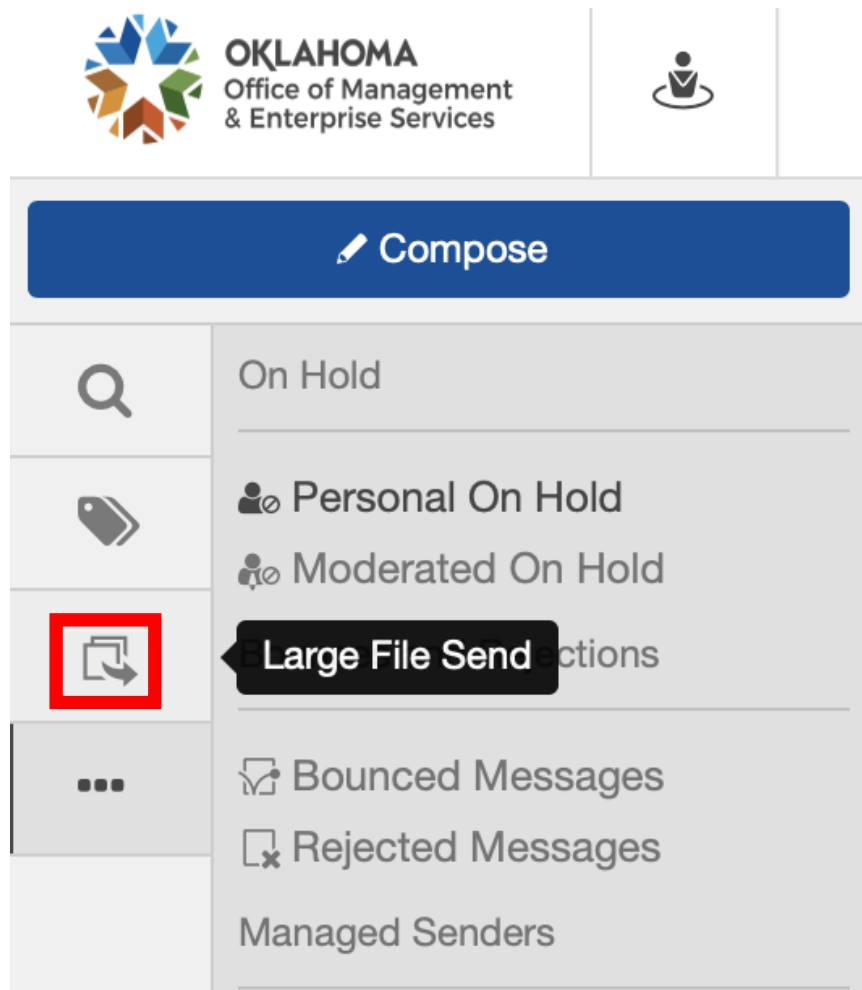 OKLAHOMA
Office of Management
& Enterprise Services
Compose
On Hold
Personal On Hold
Moderated On Hold
Large File Send
ctions
Bounced Messages
Rejected Messages
Managed Senders